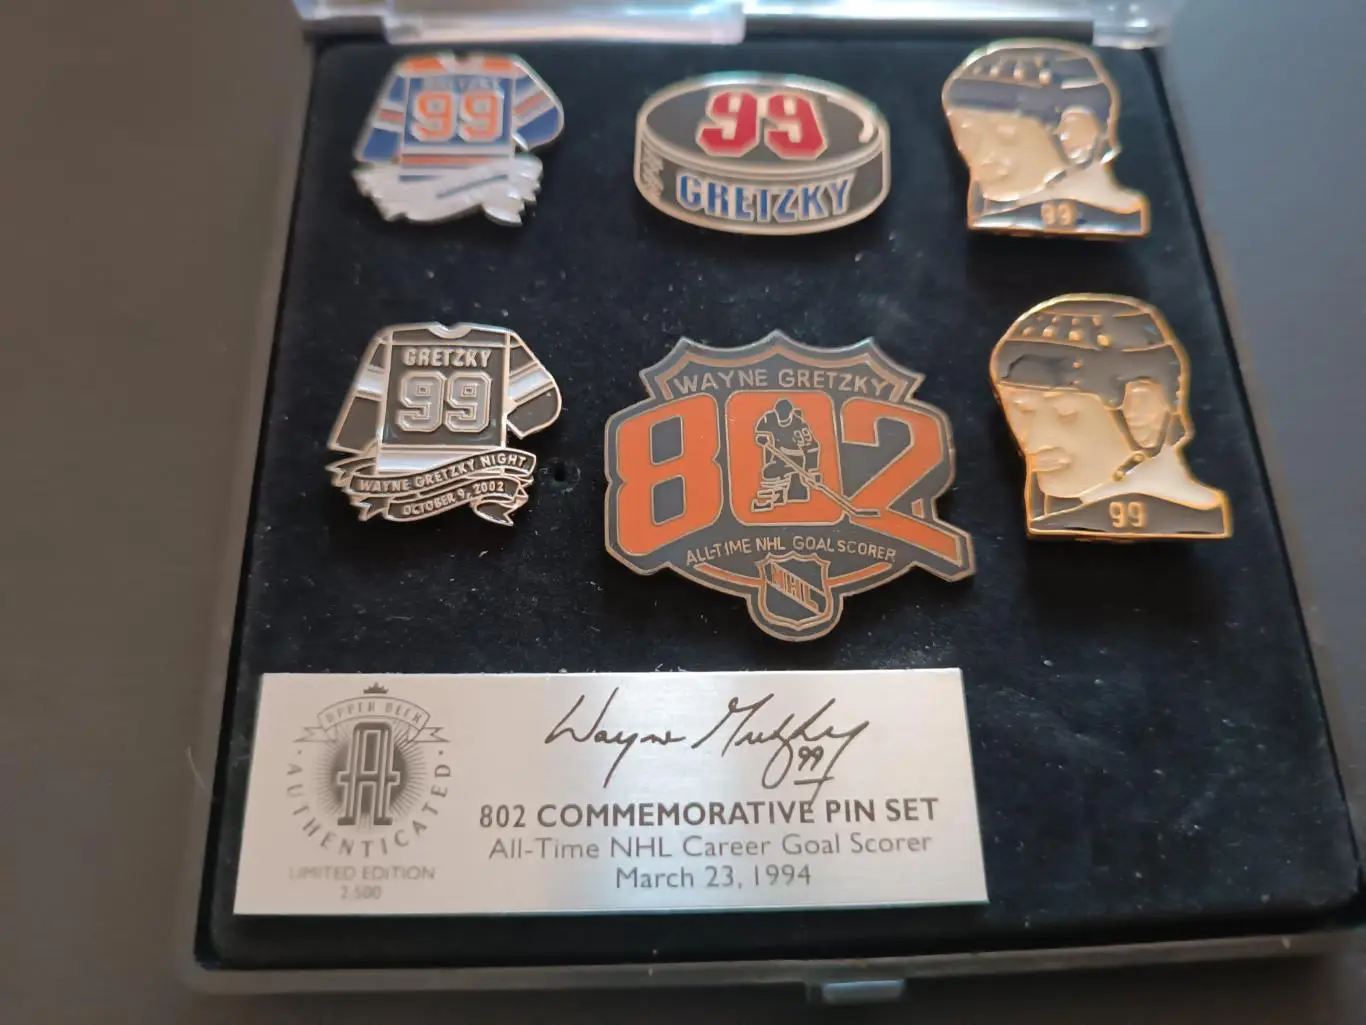 99
99
GRETZKY
99
GRETZKY
99
WAYNE GRETZKY NIGHT
OCTOBER 9, 2002
WAYNE GRETZKY
802
ALL-TIME NHL GOAL SCORER
NHL
99
UPPER DECK
A
AUTHENTICATED
LIMITED EDITION
2,500
Wayne Gretzky
99
802 COMMEMORATIVE PIN SET
All-Time NHL Career Goal Scorer
March 23, 1994